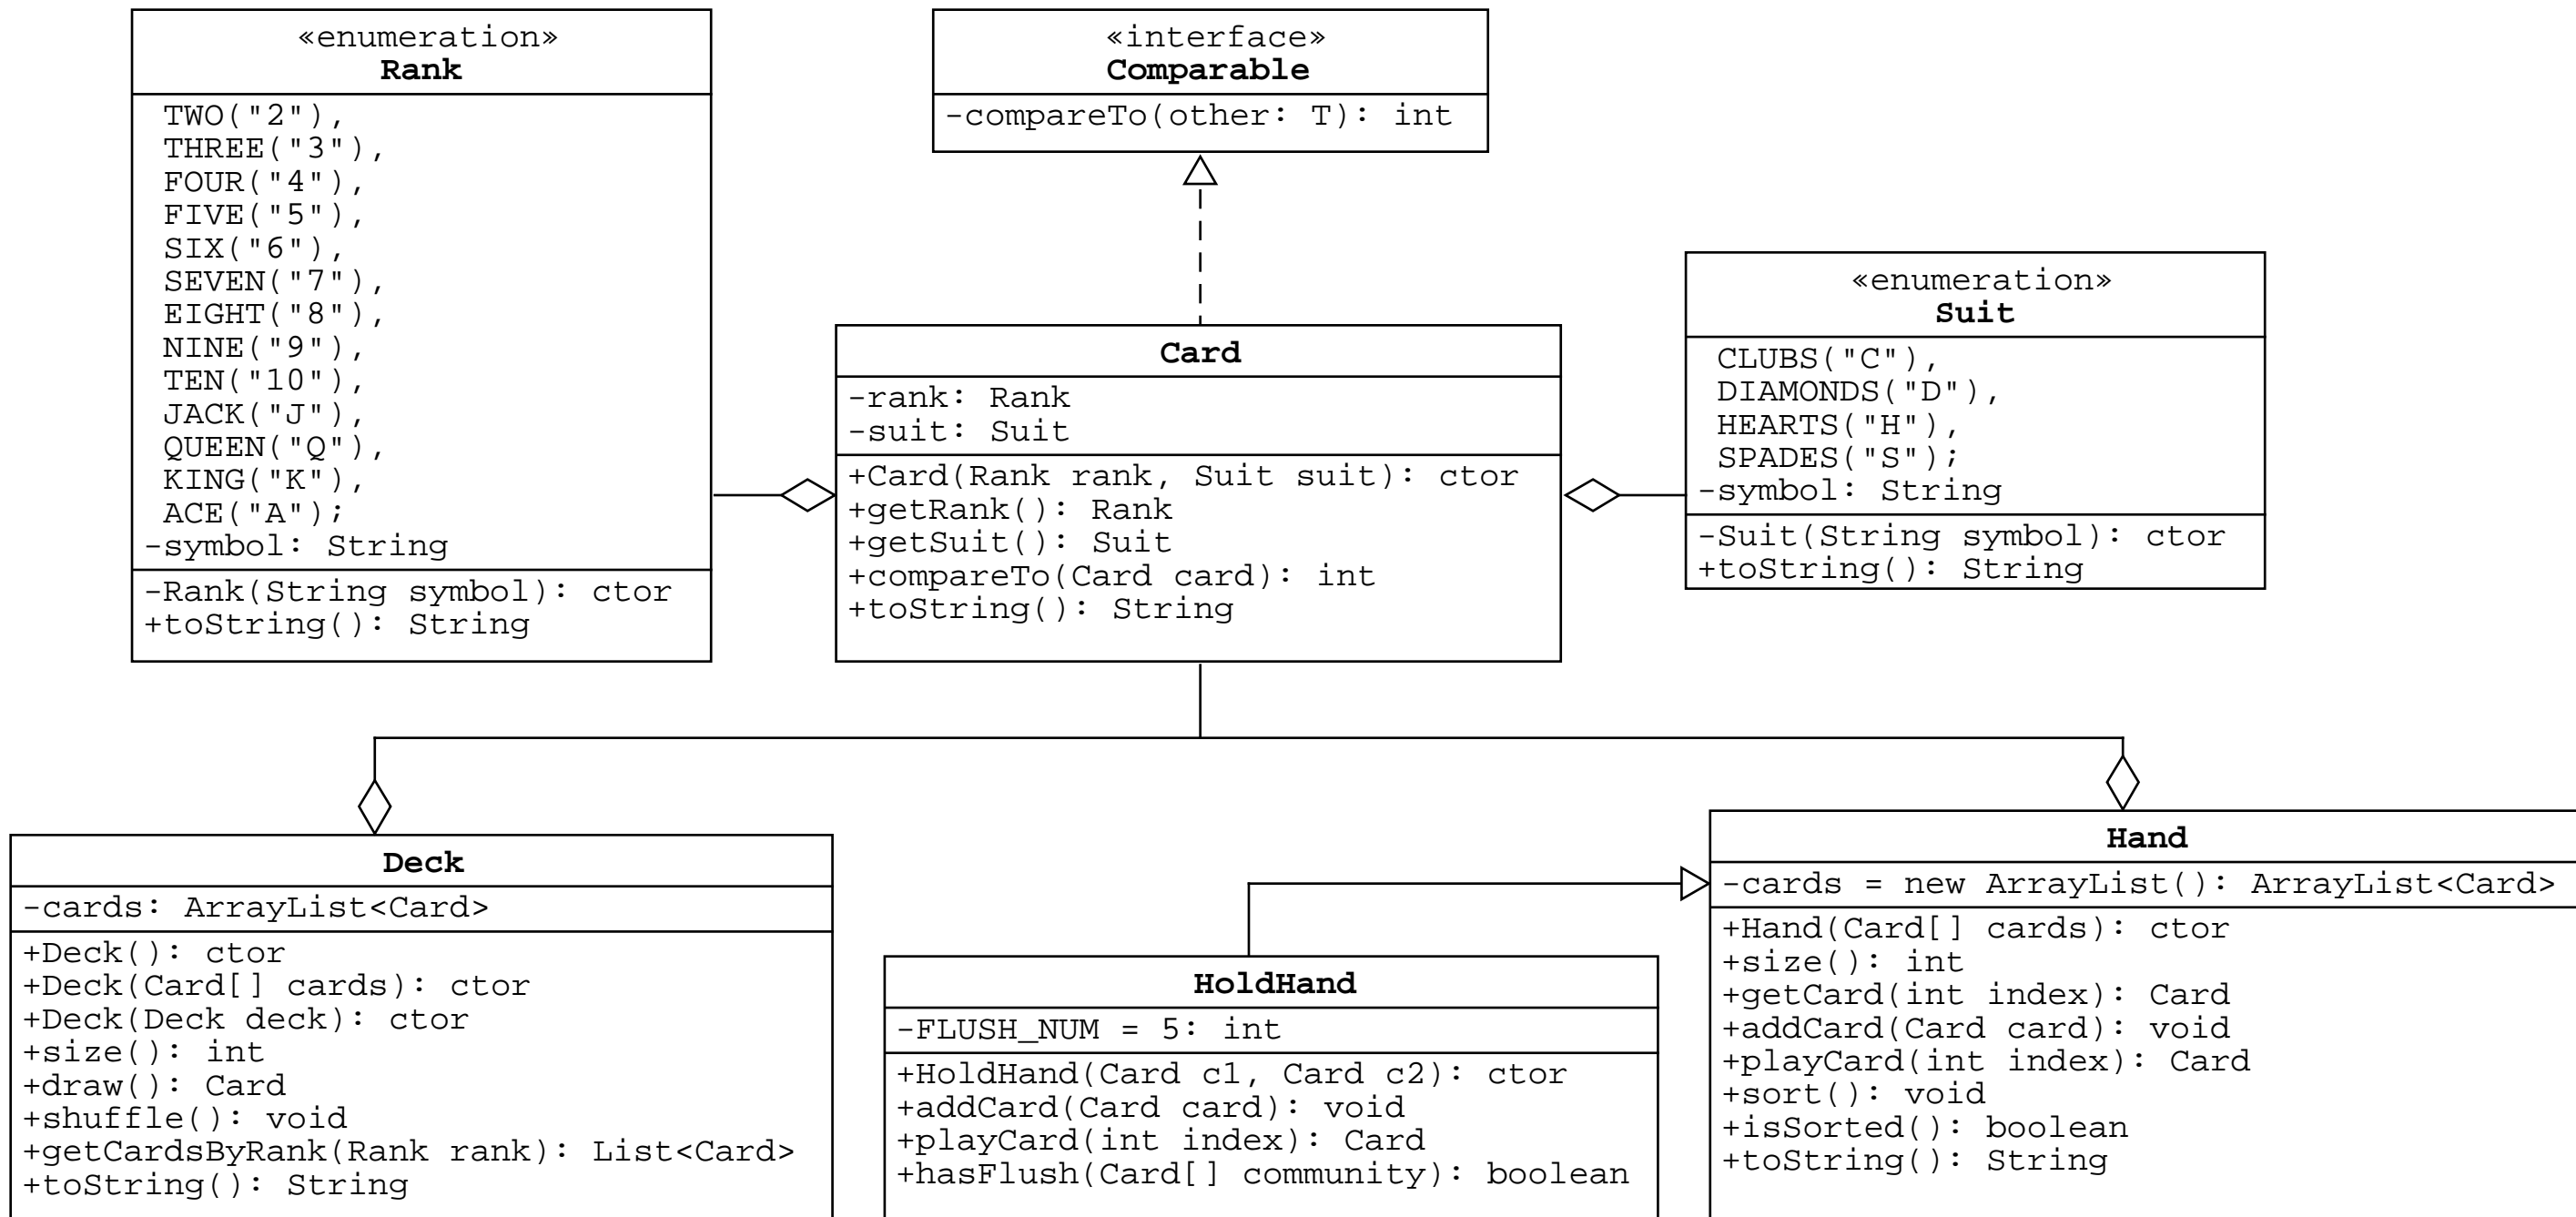 «enumeration»
Rank
TWO("2"),
THREE("3"),
FOUR("4"),
FIVE("5"),
SIX("6"),
SEVEN("7"),
EIGHT("8"),
NINE("9"),
TEN("10"),
JACK("J"),
QUEEN("Q"),
KING("K"),
ACE("A");
-symbol: String
-Rank(String symbol): ctor
+toString(): String
«interface»
Comparable
-compareTo(other: T): int
Card
-rank: Rank
-suit: Suit
+Card(Rank rank, Suit suit): ctor
+getRank(): Rank
+getSuit(): Suit
+compareTo(Card card): int
+toString(): String
«enumeration»
Suit
CLUBS("C"),
DIAMONDS("D"),
HEARTS("H"),
SPADES("S");
-symbol: String
-Suit(String symbol): ctor
+toString(): String
Deck
-cards: ArrayList<Card>
+Deck(): ctor
+Deck(Card[] cards): ctor
+Deck(Deck deck): ctor
+size(): int
+draw(): Card
+shuffle(): void
+getCardsByRank(Rank rank): List<Card>
+toString(): String
HoldHand
-FLUSH_NUM = 5: int
+HoldHand(Card c1, Card c2): ctor
+addCard(Card card): void
+playCard(int index): Card
+hasFlush(Card[] community): boolean
Hand
-cards = new ArrayList(): ArrayList<Card>
+Hand(Card[] cards): ctor
+size(): int
+getCard(int index): Card
+addCard(Card card): void
+playCard(int index): Card
+sort(): void
+isSorted(): boolean
+toString(): String